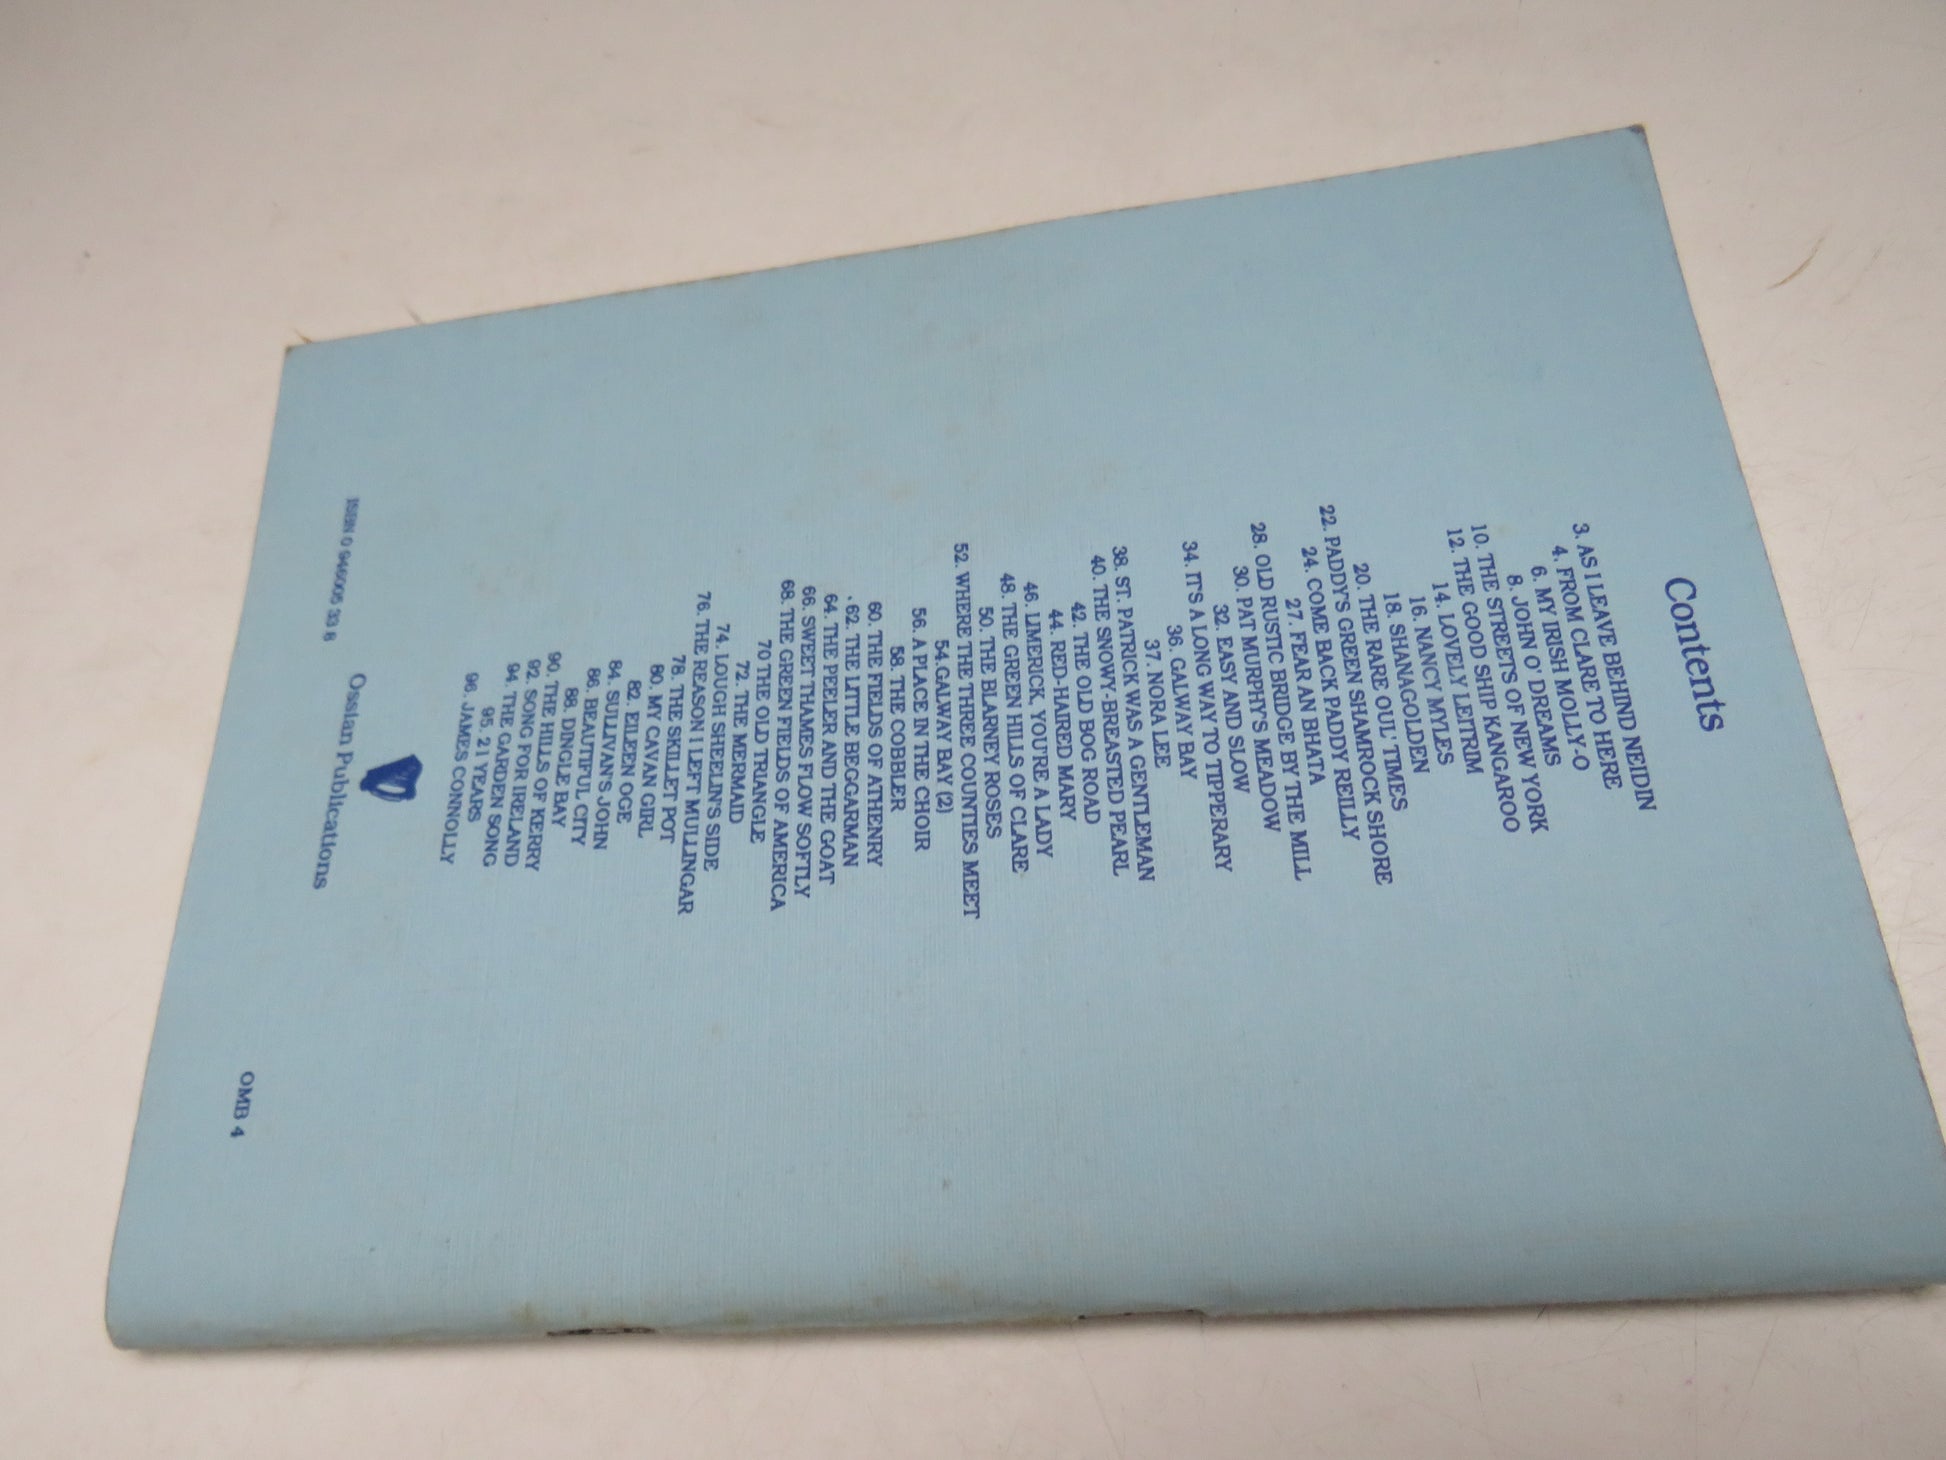 Contents
3. AS I LEAVE BEHIND NEIDIN
4. FROM CLARE TO HERE
6. MY IRISH MOLLY-O
8. JOHN O' DREAMS
10. THE STREETS OF NEW YORK
12. THE GOOD SHIP KANGAROO
14. LOVELY LEITRIM
16. NANCY MYLES
18. SHANAGOLDEN
20. THE RARE OUL' TIMES
22. PADDY'S GREEN SHAMROCK SHORE
24. COME BACK PADDY REILLY
27. FEAR AN BHATA
28. OLD RUSTIC BRIDGE BY THE MILL
30. PAT MURPHY'S MEADOW
32. EASY AND SLOW
34. IT'S A LONG WAY TO TIPPERARY
36. GALWAY BAY
37. NORA LEE
38. ST. PATRICK WAS A GENTLEMAN
40. THE SNOWY-BREASTED PEARL
42. THE OLD BOG ROAD
44. RED-HAIRED MARY
46. LIMERICK, YOU'RE A LADY
48. THE GREEN HILLS OF CLARE
50. THE BLARNEY ROSES
52. WHERE THE THREE COUNTIES MEET
54. GALWAY BAY (2)
56. A PLACE IN THE CHOIR
58. THE COBBLER
60. THE FIELDS OF ATHENRY
62. THE LITTLE BEGGARMAN
64. THE PEELER AND THE GOAT
66. SWEET THAMES FLOW SOFTLY
68. THE GREEN FIELDS OF AMERICA
70 THE OLD TRIANGLE
72. THE MERMAID
74. LOUGH SHEELIN'S SIDE
76. THE REASON I LEFT MULLINGAR
78. THE SKILLET POT
80. MY CAVAN GIRL
82. EILEEN OGE
84. SULLIVAN'S JOHN
86. BEAUTIFUL CITY
88. DINGLE BAY
90. THE HILLS OF KERRY
92. SONG FOR IRELAND
94. THE GARDEN SONG
95. 21 YEARS
96. JAMES CONNOLLY
Ossian Publications
ISBN 0 946005 33 8
OMB 4